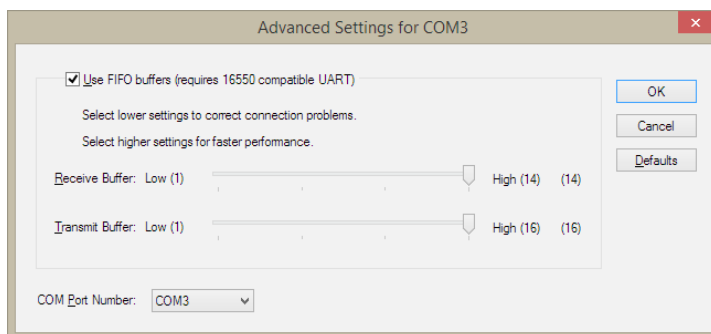 Advanced Settings for COM3
Use FIFO buffers (requires 16550 compatible UART)
OK
Select lower settings to correct connection problems.
Cancel
Select higher settings for faster performance.
Defaults
Receive Buffer: Low (1) High (14) (14)
Transmit Buffer: Low (1) High (16) (16)
COM Port Number: COM3